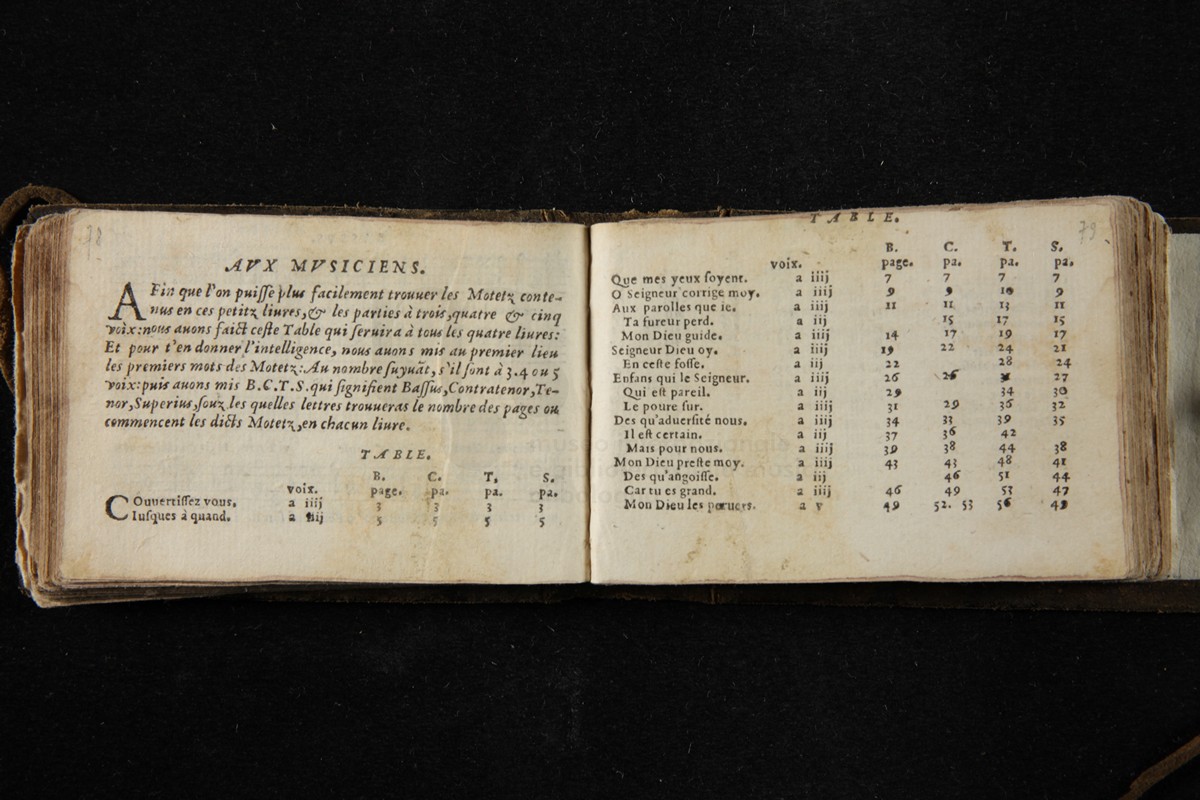 78
AVX MVSICIENS.
AFin que l'on puiſſe plus facilement trouuer les Motetz conte-
nus en ces petitz liures, & les parties à trois, quatre & cinq
voix: nous auons faict ceſte Table qui ſeruira à tous les quatre liures:
Et pour t'en donner l'intelligence, nous auons mis au premier lieu
les premiers mots des Motetz: Au nombre ſuyuãt, s'il ſont à 3.4 ou 5
voix: puis auons mis B.C.T.S. qui ſignifient Baſſus, Contratenor, Te-
nor, Superius, ſouz les quelles lettres trouueras le nombre des pages ou
commencent les dicts Motetz, en chacun liure.
TABLE.
B. C. T. S.
voix. page. pa. pa. pa.
COuuertiſſez vous. a iiij 3 3 3 3
Iuſques à quand. a iiij 5 5 5 5
79
TABLE.
B. C. T. S.
voix. page. pa. pa. pa.
Que mes yeux ſoyent. a iiij 7 7 7 7
O Seigneur corrige moy. a iiij 9 9 10 9
Aux parolles que ie. a iiij 11 11 13 11
Ta fureur perd. a iij 15 17 15
Mon Dieu guide. a iiij 14 17 19 17
Seigneur Dieu oy. a iiij 19 22 24 21
En ceſte foſſe. a iij 22 28 24
Enfans qui le Seigneur. a iiij 26 26 27
Qui eſt pareil. a iij 29 34 30
Le poure ſur. a iiij 31 29 36 32
Des qu'aduerſité nous. a iiij 34 33 39 35
Il eſt certain. a iij 37 36 42
Mais pour nous. a iiij 39 38 44 38
Mon Dieu preſte moy. a iiij 43 43 48 41
Des qu'angoiſſe. a iij 46 51 44
Car tu es grand. a iiij 46 49 53 47
Mon Dieu les peruers. a v 49 52. 53 56 49